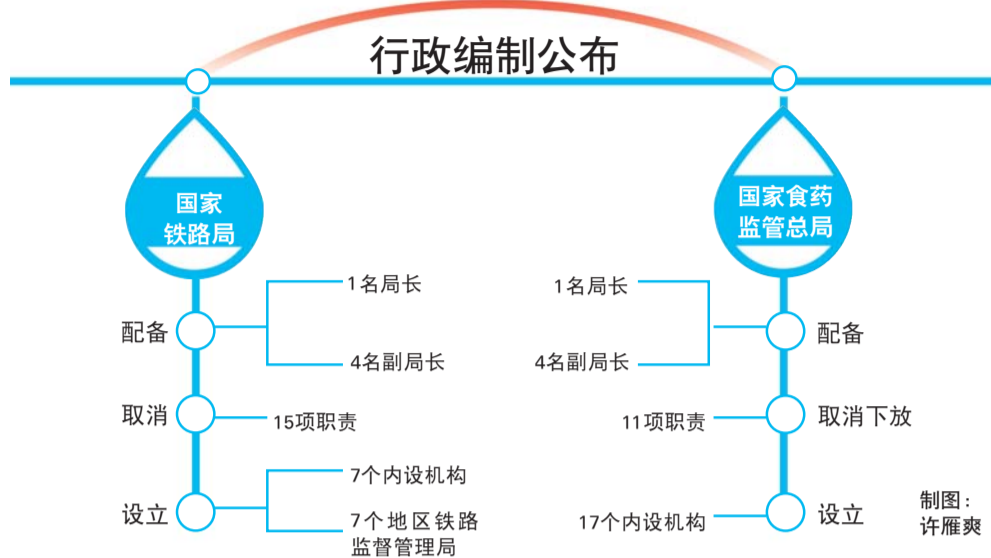 行政编制公布
国家
铁路局
配备
1名局长
4名副局长
取消
15项职责
设立
7个内设机构
7个地区铁路
监督管理局
国家食药
监管总局
1名局长
4名副局长
配备
11项职责
取消下放
17个内设机构
设立
制图：
许雁爽